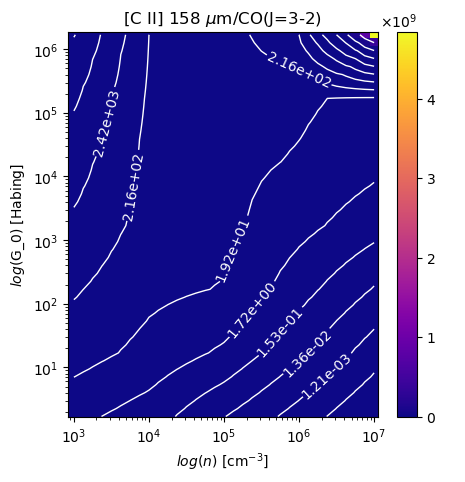 [C II] 158 μm/CO(J=3-2)
×10⁹
10⁶
10⁵
10⁴
10³
10²
10¹
log(G_0) [Habing]
2.16e+02
2.42e+03
2.16e+02
1.92e+01
1.72e+00
1.53e-01
1.36e-02
1.21e-03
10³ 10⁴ 10⁵ 10⁶ 10⁷
log(n) [cm⁻³]
4
3
2
1
0